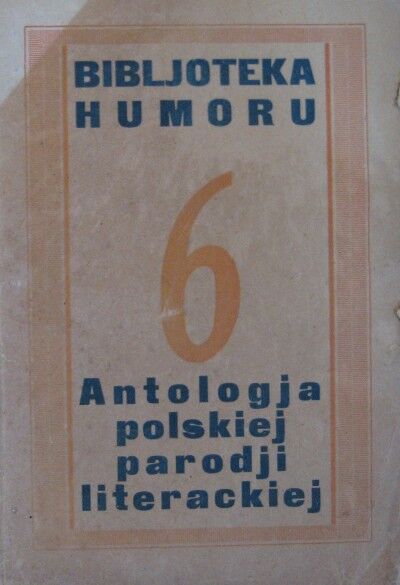 BIBLJOTEKA
HUMORU
6
Antologja
polskiej
parodji
literackiej